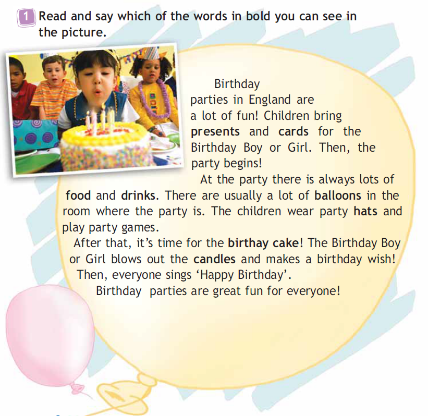 1 Read and say which of the words in bold you can see in
the picture.
Birthday
parties in England are
a lot of fun! Children bring
presents and cards for the
Birthday Boy or Girl. Then, the
party begins!
At the party there is always lots of
food and drinks. There are usually a lot of balloons in the
room where the party is. The children wear party hats and
play party games.
After that, it's time for the birthay cake! The Birthday Boy
or Girl blows out the candles and makes a birthday wish!
Then, everyone sings 'Happy Birthday'.
Birthday parties are great fun for everyone!